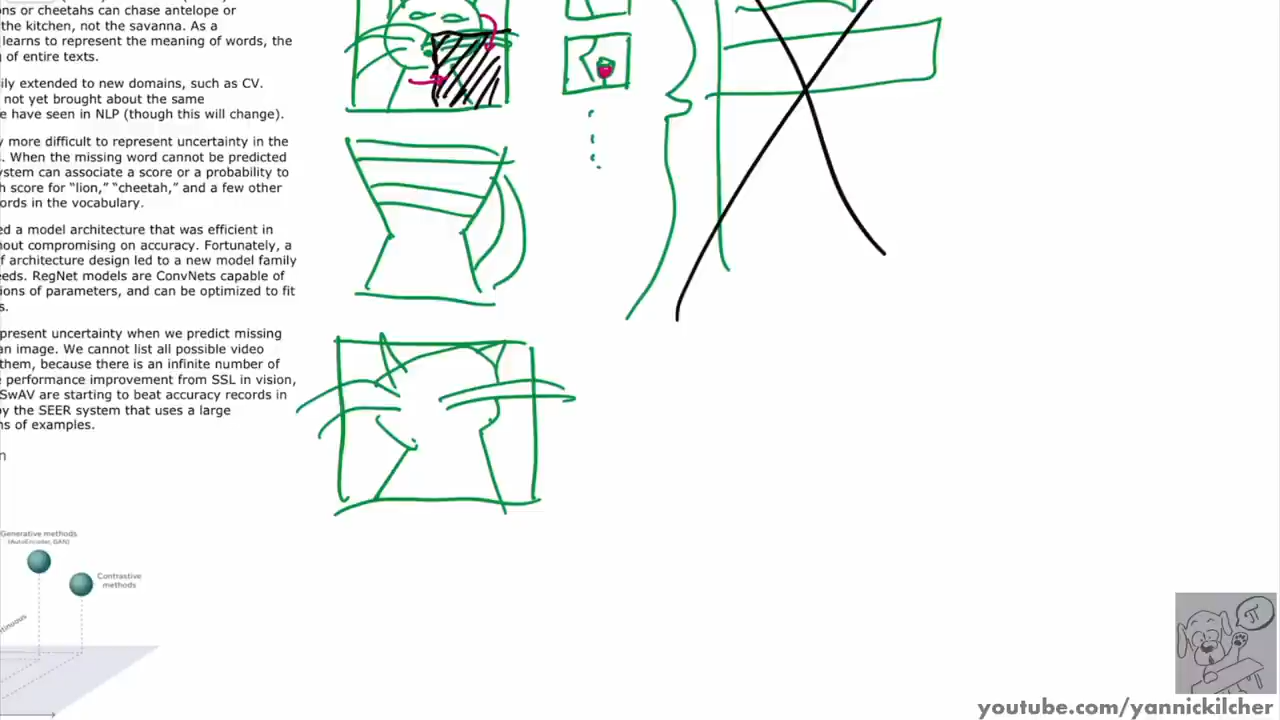 ns or cheetahs can chase antelope or
the kitchen, not the savanna. As a
learns to represent the meaning of words, the
of entire texts.
ily extended to new domains, such as CV.
not yet brought about the same
e have seen in NLP (though this will change).
y more difficult to represent uncertainty in the
. When the missing word cannot be predicted
stem can associate a score or a probability to
h score for “lion,” “cheetah,” and a few other
ords in the vocabulary.
ed a model architecture that was efficient in
hout compromising on accuracy. Fortunately, a
f architecture design led to a new model family
eeds. RegNet models are ConvNets capable of
ions of parameters, and can be optimized to fit
s.
present uncertainty when we predict missing
an image. We cannot list all possible video
them, because there is an infinite number of
e performance improvement from SSL in vision,
SwAV are starting to beat accuracy records in
by the SEER system that uses a large
ns of examples.
n
Generative methods
(AutoEncoder, GAN)
Contrastive
methods
ntinuous
π
youtube.com/yannickilcher